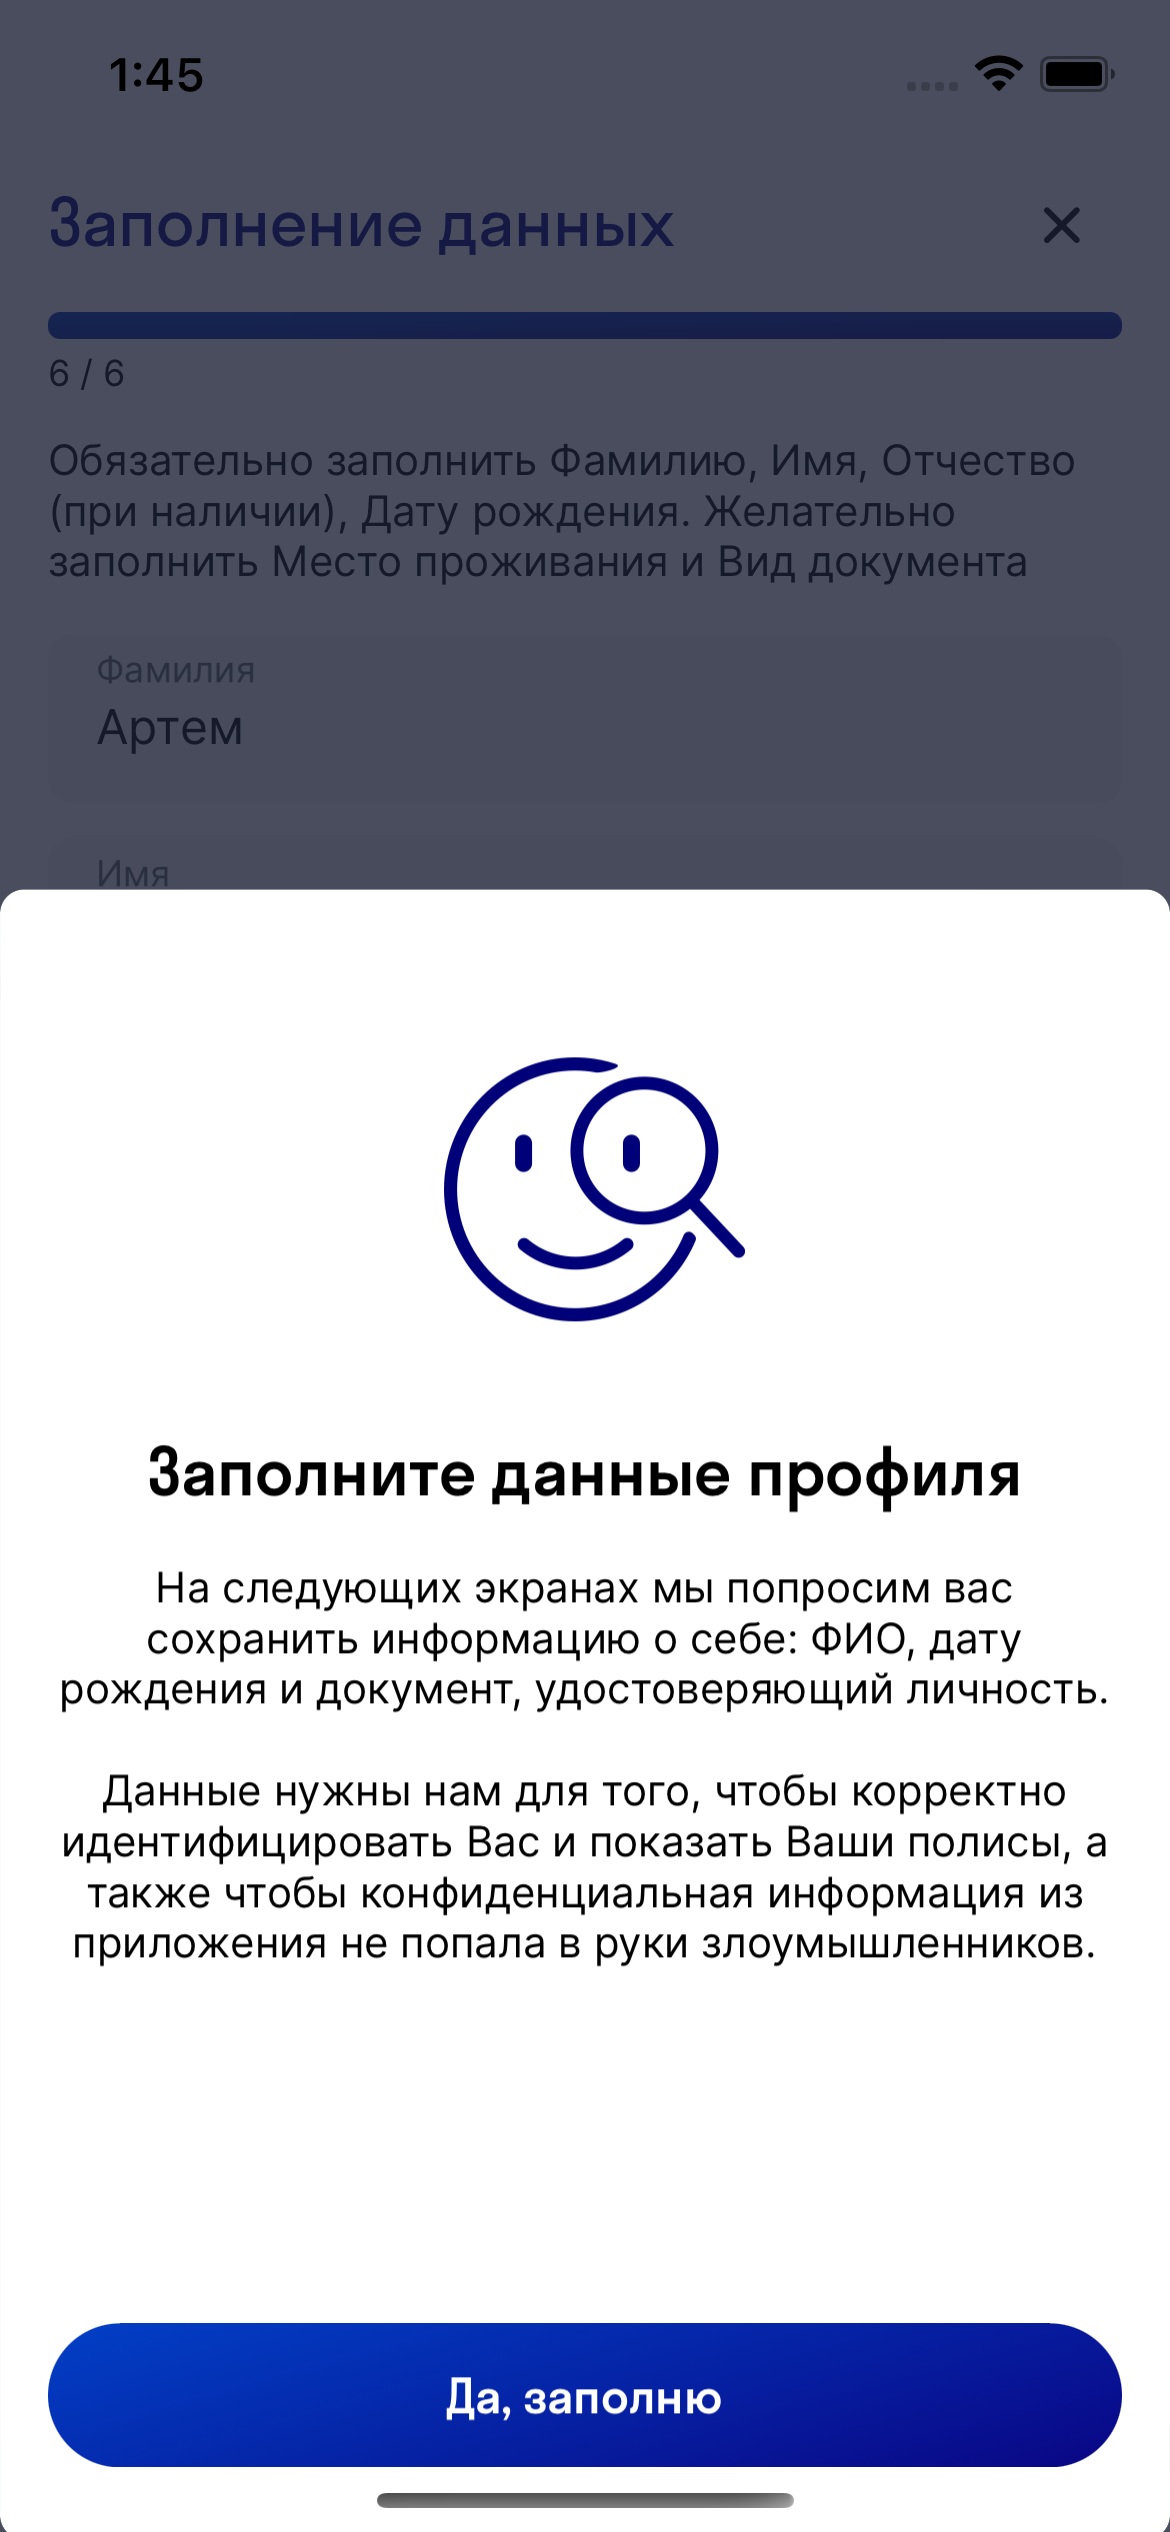 1:45
Заполнение данных
6 / 6
Обязательно заполнить Фамилию, Имя, Отчество
(при наличии), Дату рождения. Желательно
заполнить Место проживания и Вид документа
Фамилия
Артем
Имя
Заполните данные профиля
На следующих экранах мы попросим вас
сохранить информацию о себе: ФИО, дату
рождения и документ, удостоверяющий личность.
Данные нужны нам для того, чтобы корректно
идентифицировать Вас и показать Ваши полисы, а
также чтобы конфиденциальная информация из
приложения не попала в руки злоумышленников.
Да, заполню